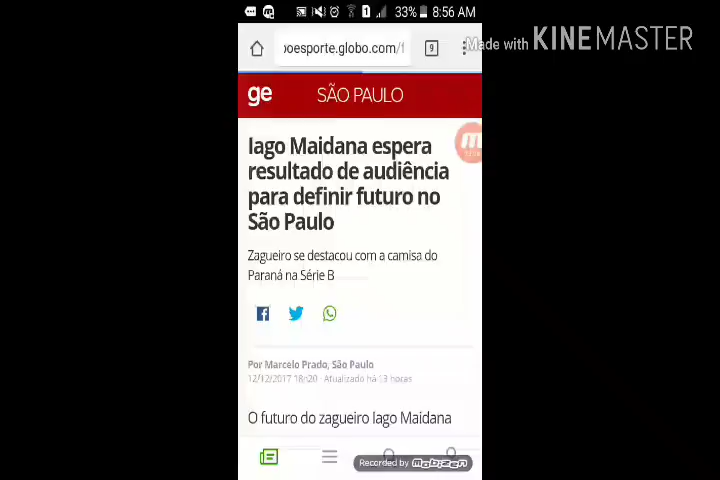 33% 8:56 AM
Made with KINEMASTER
oesporte.globo.com/
9
ge SÃO PAULO
Iago Maidana espera
resultado de audiência
para definir futuro no
São Paulo
Zagueiro se destacou com a camisa do
Paraná na Série B
Por Marcelo Prado, São Paulo
12/12/2017 18h20 · Atualizado há 13 horas
O futuro do zagueiro Iago Maidana
Recorded by mobizen